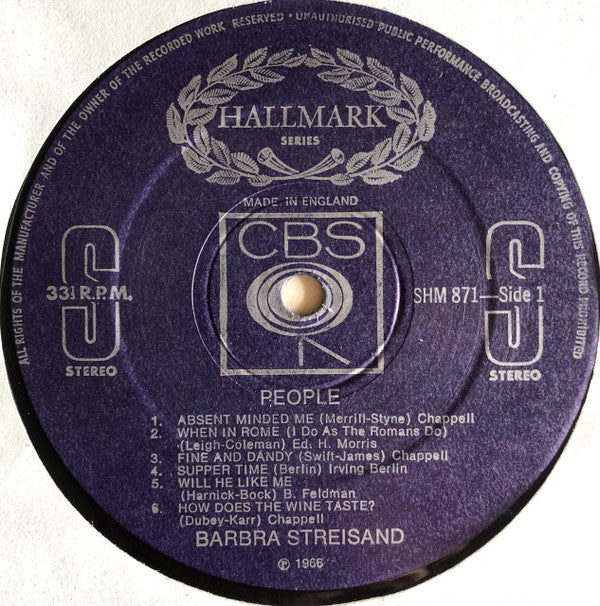 ALL RIGHTS OF THE MANUFACTURER AND OF THE OWNER OF THE RECORDED WORK RESERVED · UNAUTHORISED PUBLIC PERFORMANCE BROADCASTING AND COPYING OF THIS RECORD PROHIBITED
HALLMARK
SERIES
MADE IN ENGLAND
CBS
S
33⅓ R.P.M.
STEREO
SHM 871—Side 1
S
STEREO
PEOPLE
1. ABSENT MINDED ME (Merrill-Styne) Chappell
2. WHEN IN ROME (I Do As The Romans Do)
(Leigh-Coleman) Ed. H. Morris
3. FINE AND DANDY (Swift-James) Chappell
4. SUPPER TIME (Berlin) Irving Berlin
5. WILL HE LIKE ME
(Harnick-Bock) B. Feldman
6. HOW DOES THE WINE TASTE?
(Dubey-Karr) Chappell
BARBRA STREISAND
℗ 1966